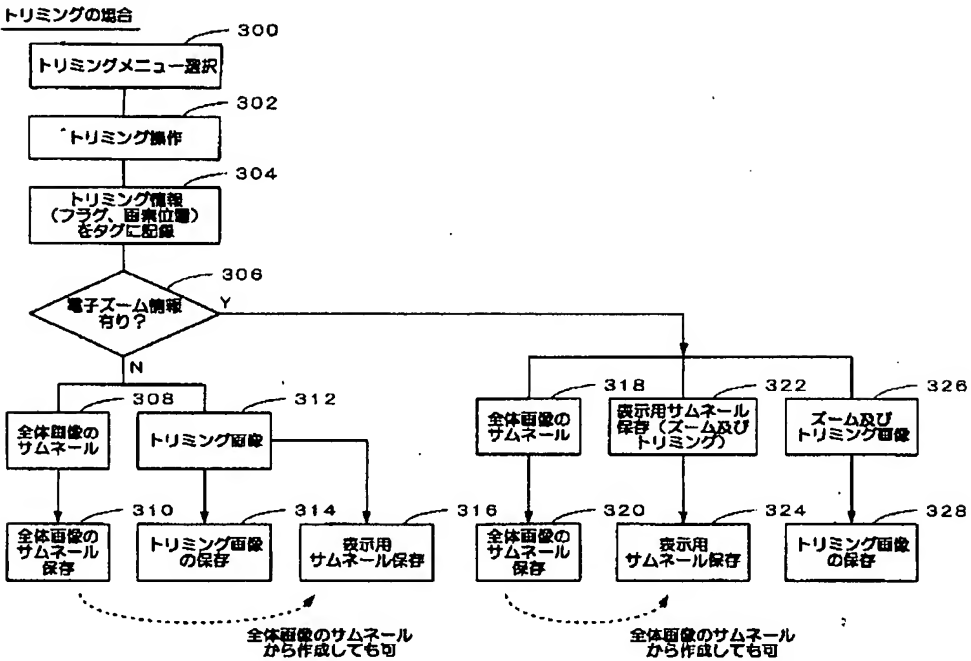 トリミングの場合
300
トリミングメニュー選択
302
トリミング操作
304
トリミング情報
（フラグ、画素位置）
をタグに記録
306
電子ズーム情報
有り？
Y
N
308
全体画像の
サムネール
312
トリミング画像
318
全体画像の
サムネール
322
表示用サムネール
保存（ズーム及び
トリミング）
326
ズーム及び
トリミング画像
310
全体画像の
サムネール
保存
314
トリミング画像
の保存
316
表示用
サムネール保存
320
全体画像の
サムネール
保存
324
表示用
サムネール保存
328
トリミング画像
の保存
全体画像のサムネール
から作成しても可
全体画像のサムネール
から作成しても可